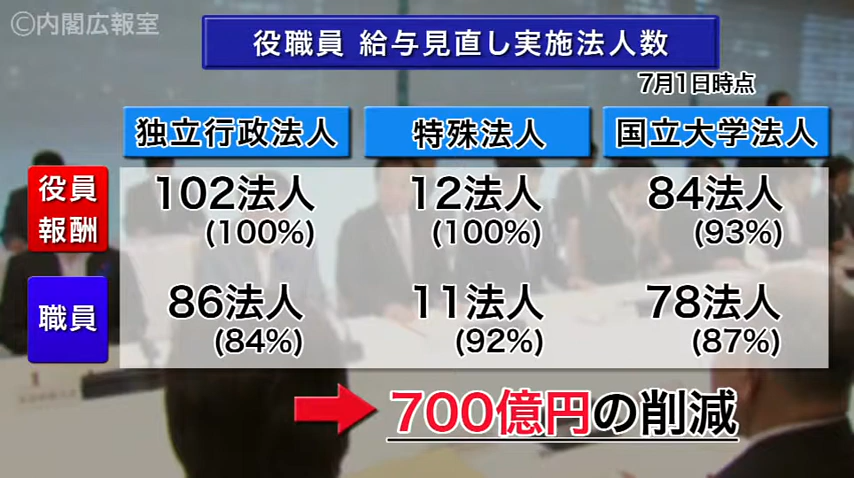 ©内閣広報室
役職員 給与見直し実施法人数
7月1日時点
独立行政法人 特殊法人 国立大学法人
役員
報酬
102法人 12法人 84法人
(100%) (100%) (93%)
職員
86法人 11法人 78法人
(84%) (92%) (87%)
700億円の削減